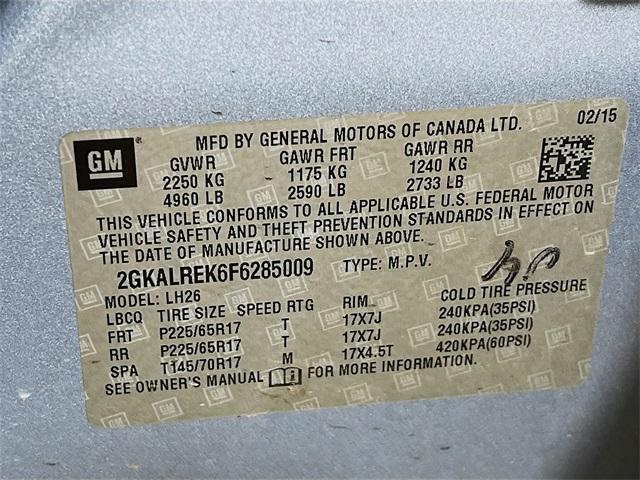 02/15
GM
MFD BY GENERAL MOTORS OF CANADA LTD.
GVWR GAWR FRT GAWR RR
2250 KG 1175 KG 1240 KG
4960 LB 2590 LB 2733 LB
THIS VEHICLE CONFORMS TO ALL APPLICABLE U.S. FEDERAL MOTOR
VEHICLE SAFETY AND THEFT PREVENTION STANDARDS IN EFFECT ON
THE DATE OF MANUFACTURE SHOWN ABOVE.
2GKALREK6F6285009 TYPE: M.P.V.
MODEL: LH26
LBCQ TIRE SIZE SPEED RTG RIM COLD TIRE PRESSURE
FRT P225/65R17 T 17X7J 240KPA(35PSI)
RR P225/65R17 T 17X7J 240KPA(35PSI)
SPA T145/70R17 M 17X4.5T 420KPA(60PSI)
SEE OWNER'S MANUAL FOR MORE INFORMATION.